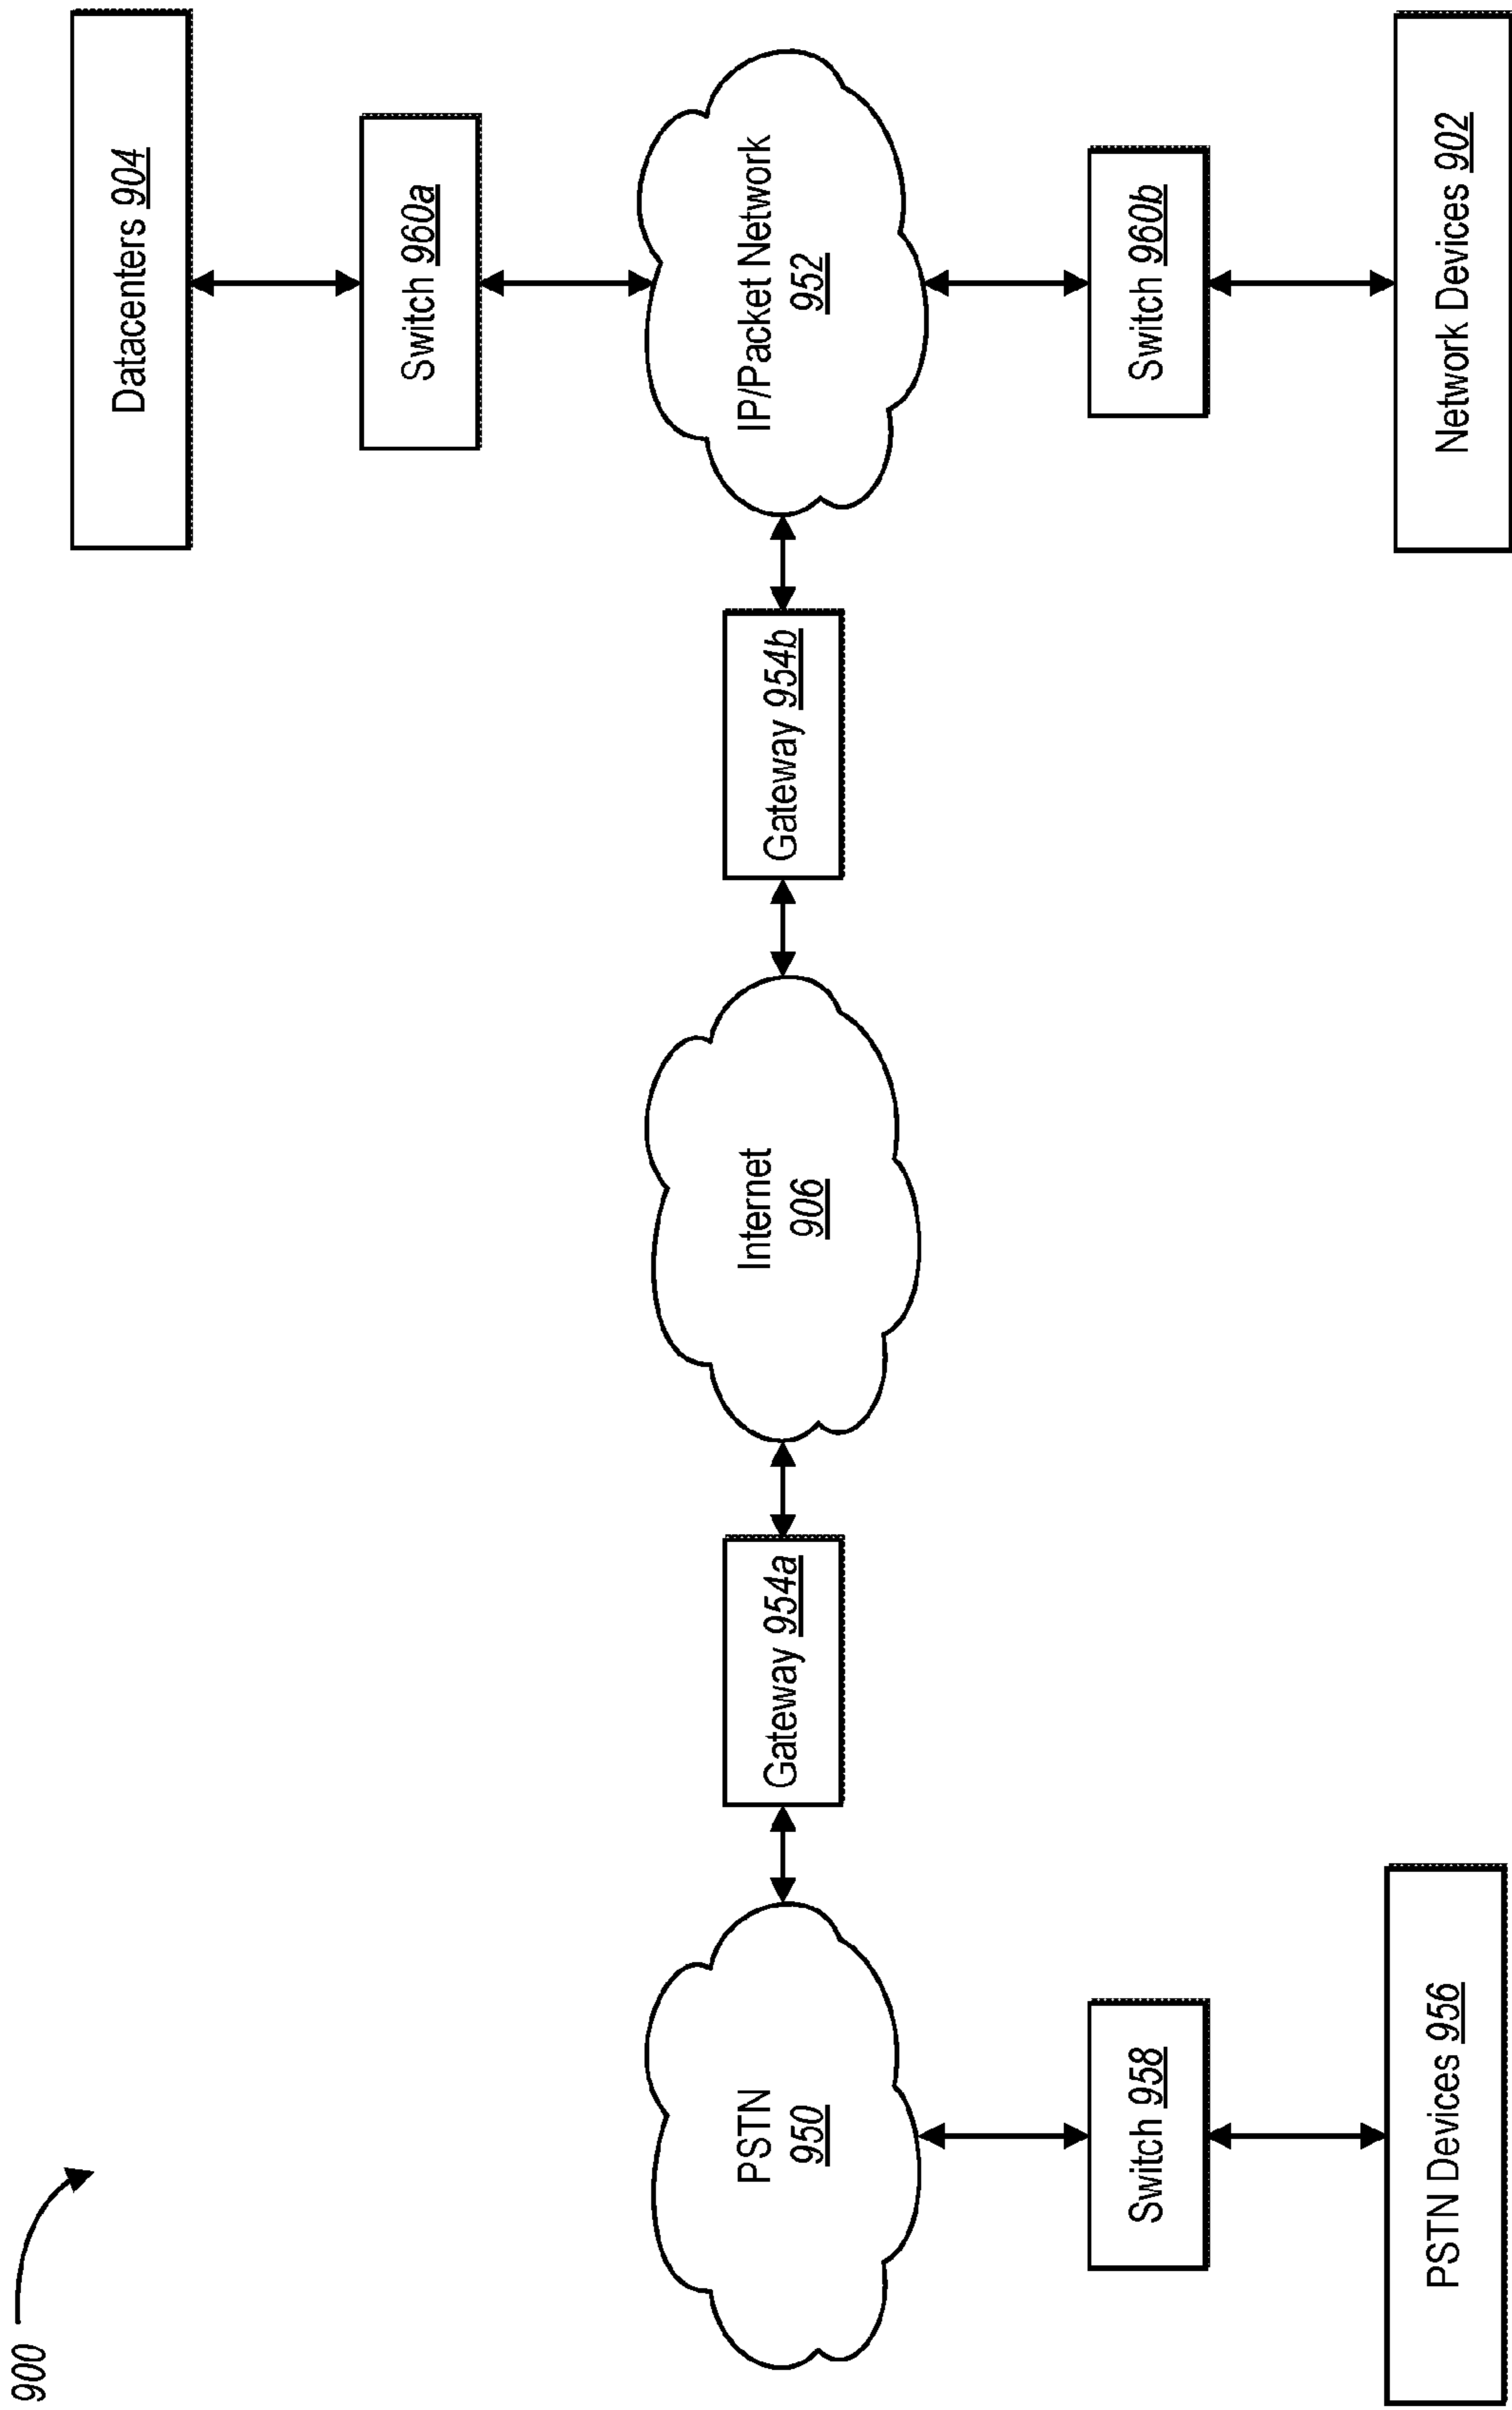 900
Datacenters 904
Switch 960a
PSTN
950
Gateway 954a
Internet
906
Gateway 954b
IP/Packet Network
952
Switch 958
Switch 960b
PSTN Devices 956
Network Devices 902